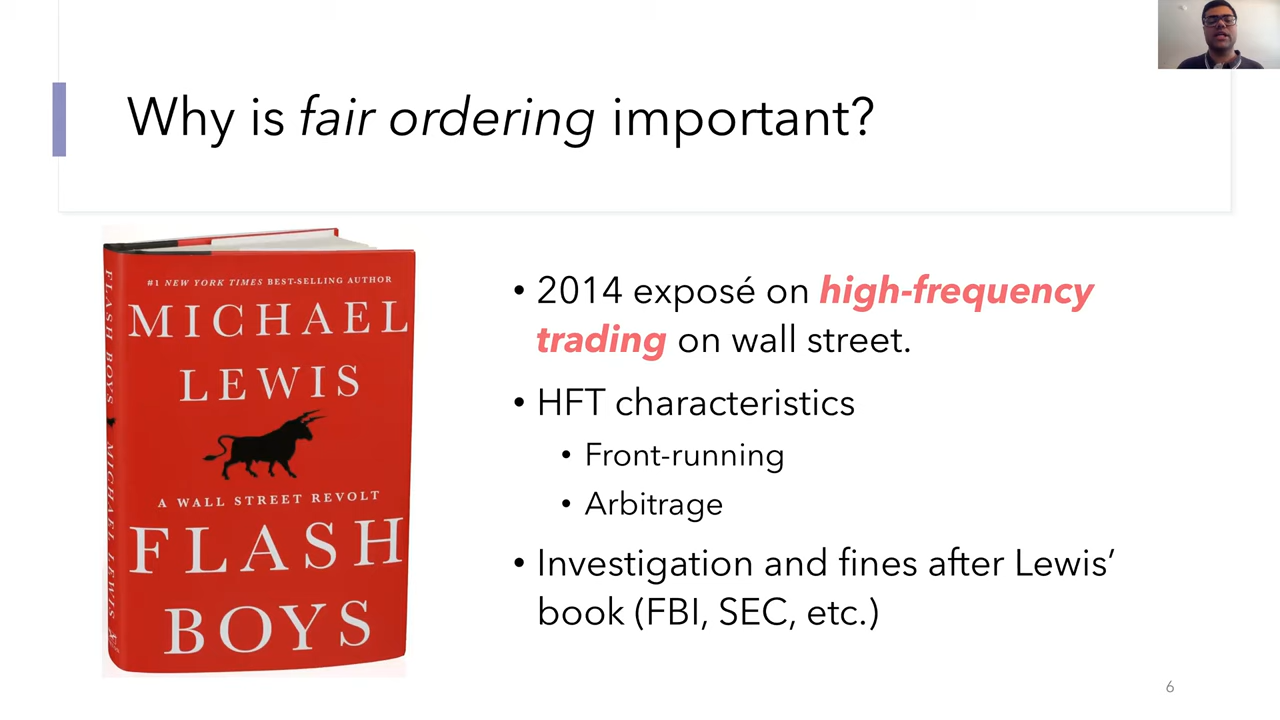 Why is fair ordering important?
#1 NEW YORK TIMES BEST-SELLING AUTHOR
MICHAEL
LEWIS
A WALL STREET REVOLT
FLASH
BOYS
FLASH BOYS
MICHAEL LEWIS
• 2014 exposé on high-frequency
trading on wall street.
• HFT characteristics
• Front-running
• Arbitrage
• Investigation and fines after Lewis’
book (FBI, SEC, etc.)
6